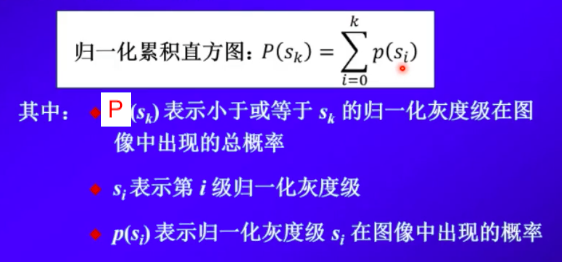 归一化累积直方图: P(s_k) = \sum_{i=0}^{k} p(s_i)
其中: P(s_k) 表示小于或等于 s_k 的归一化灰度级在图
像中出现的总概率
s_i 表示第 i 级归一化灰度级
p(s_i) 表示归一化灰度级 s_i 在图像中出现的概率